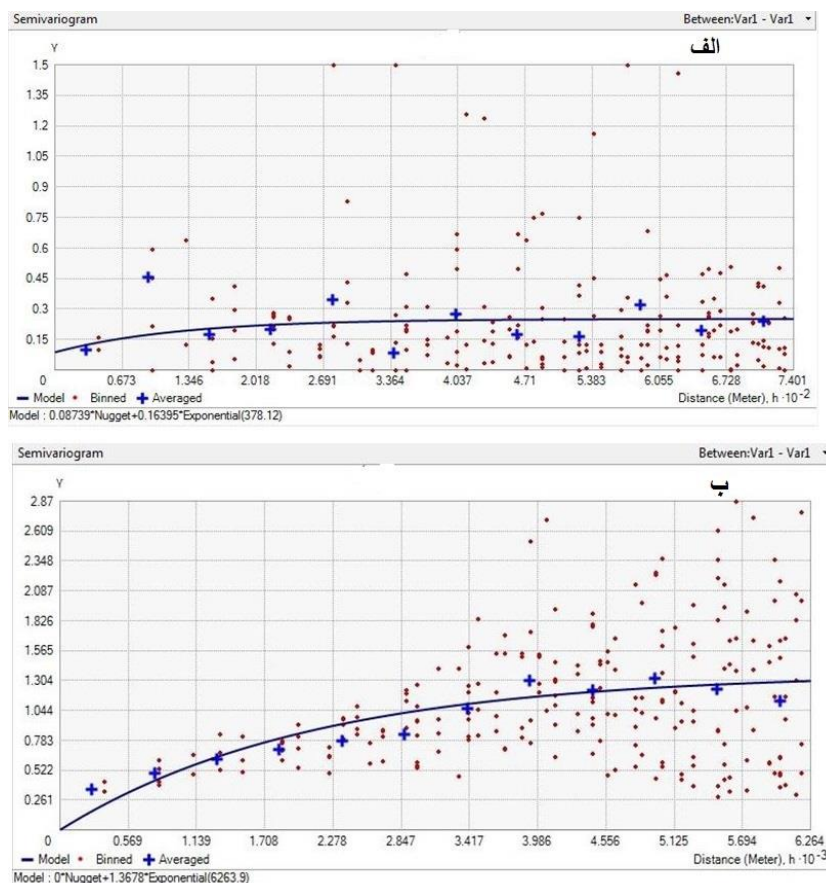 Semivariogram Between:Var1 - Var1
Y الف
1.5
1.35
1.2
1.05
0.9
0.75
0.6
0.45
0.3
0.15
0 0.673 1.346 2.018 2.691 3.364 4.037 4.71 5.383 6.055 6.728 7.401
Model Binned Averaged Distance (Meter), h ·10⁻²
Model : 0.08739*Nugget+0.16395*Exponential(378.12)
Semivariogram Between:Var1 - Var1
Y ب
2.87
2.609
2.348
2.087
1.826
1.565
1.304
1.044
0.783
0.522
0.261
0 0.569 1.139 1.708 2.278 2.847 3.417 3.986 4.556 5.125 5.694 6.264
Model Binned Averaged Distance (Meter), h ·10⁻³
Model : 0*Nugget+1.3678*Exponential(6263.9)